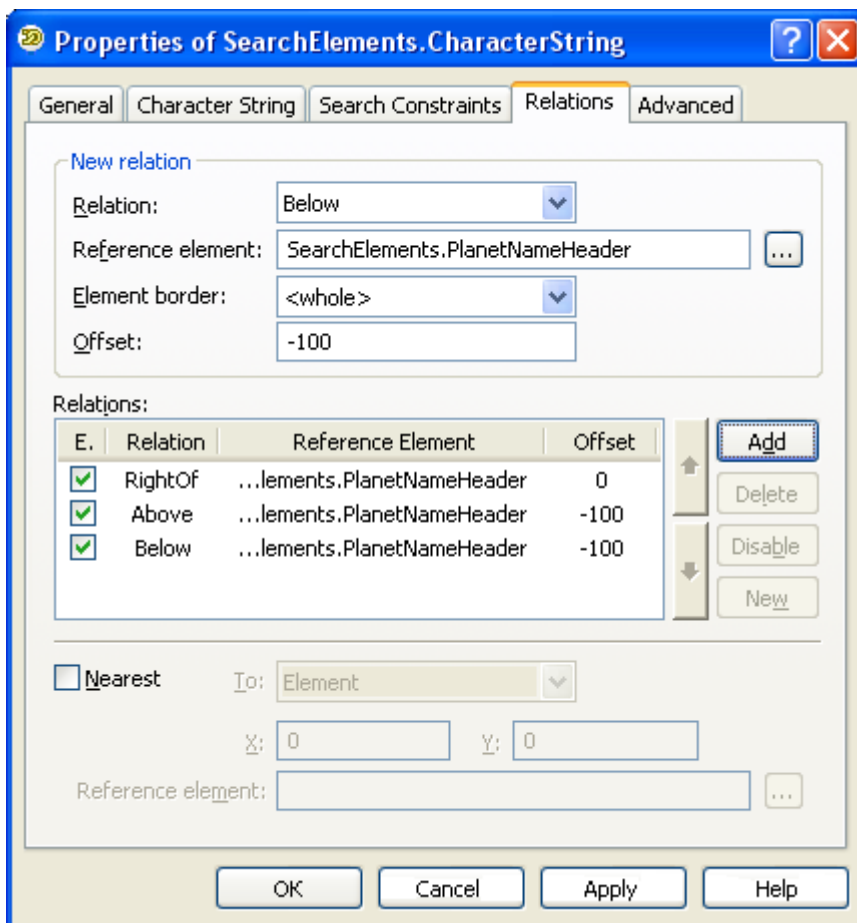 Properties of SearchElements.CharacterString
General Character String Search Constraints Relations Advanced
New relation
Relation: Below
Reference element: SearchElements.PlanetNameHeader ...
Element border: <whole>
Offset: -100
Relations:
E. Relation Reference Element Offset Add
RightOf ...lements.PlanetNameHeader 0 Delete
Above ...lements.PlanetNameHeader -100
Below ...lements.PlanetNameHeader -100 Disable
New
Nearest To: Element
X: 0 Y: 0
Reference element: ...
OK Cancel Apply Help